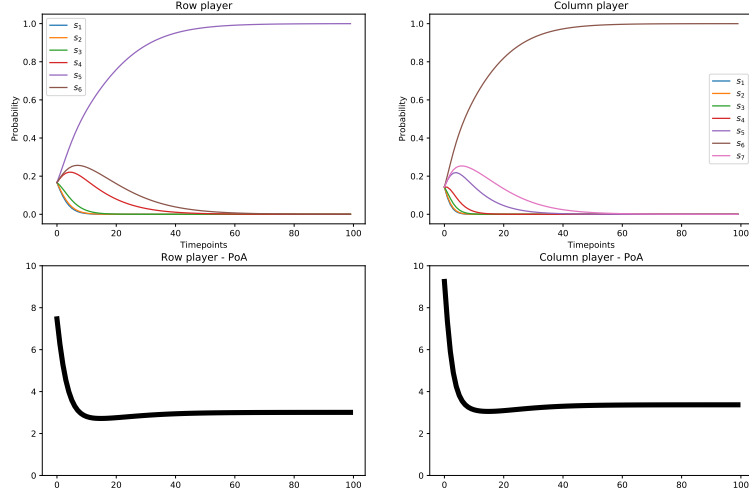 Row player
Column player
Probability
1.0
0.8
0.6
0.4
0.2
0.0
s1
s2
s3
s4
s5
s6
0
20
40
60
80
100
Timepoints
Probability
1.0
0.8
0.6
0.4
0.2
0.0
s1
s2
s3
s4
s5
s6
s7
0
20
40
60
80
100
Timepoints
Row player - PoA
10
8
6
4
2
0
0
20
40
60
80
100
Column player - PoA
10
8
6
4
2
0
0
20
40
60
80
100